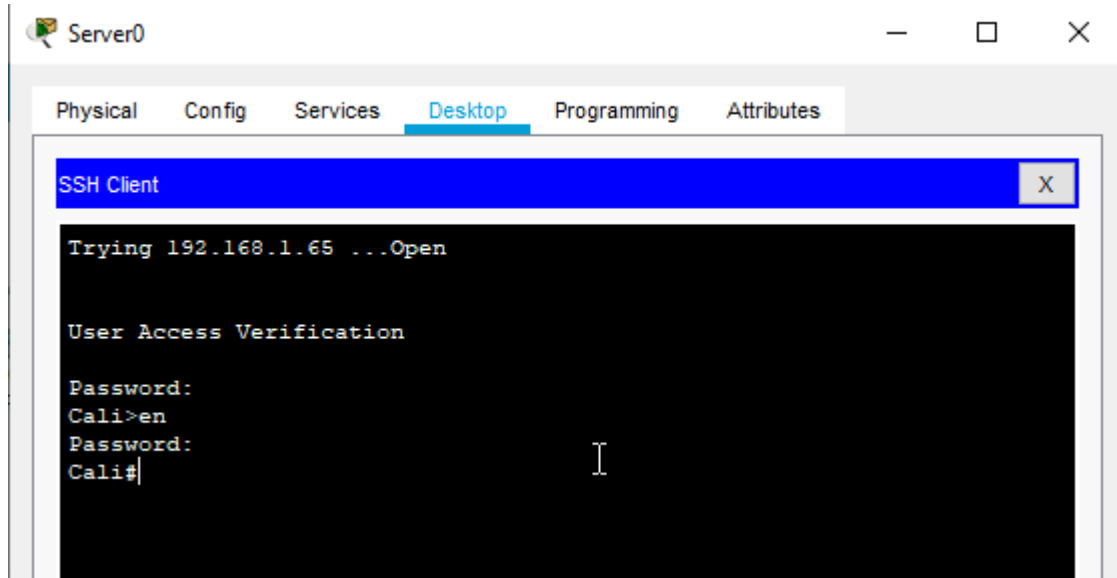 Server0
Physical Config Services Desktop Programming Attributes
SSH Client X
Trying 192.168.1.65 ...Open
User Access Verification
Password:
Cali>en
Password:
Cali#